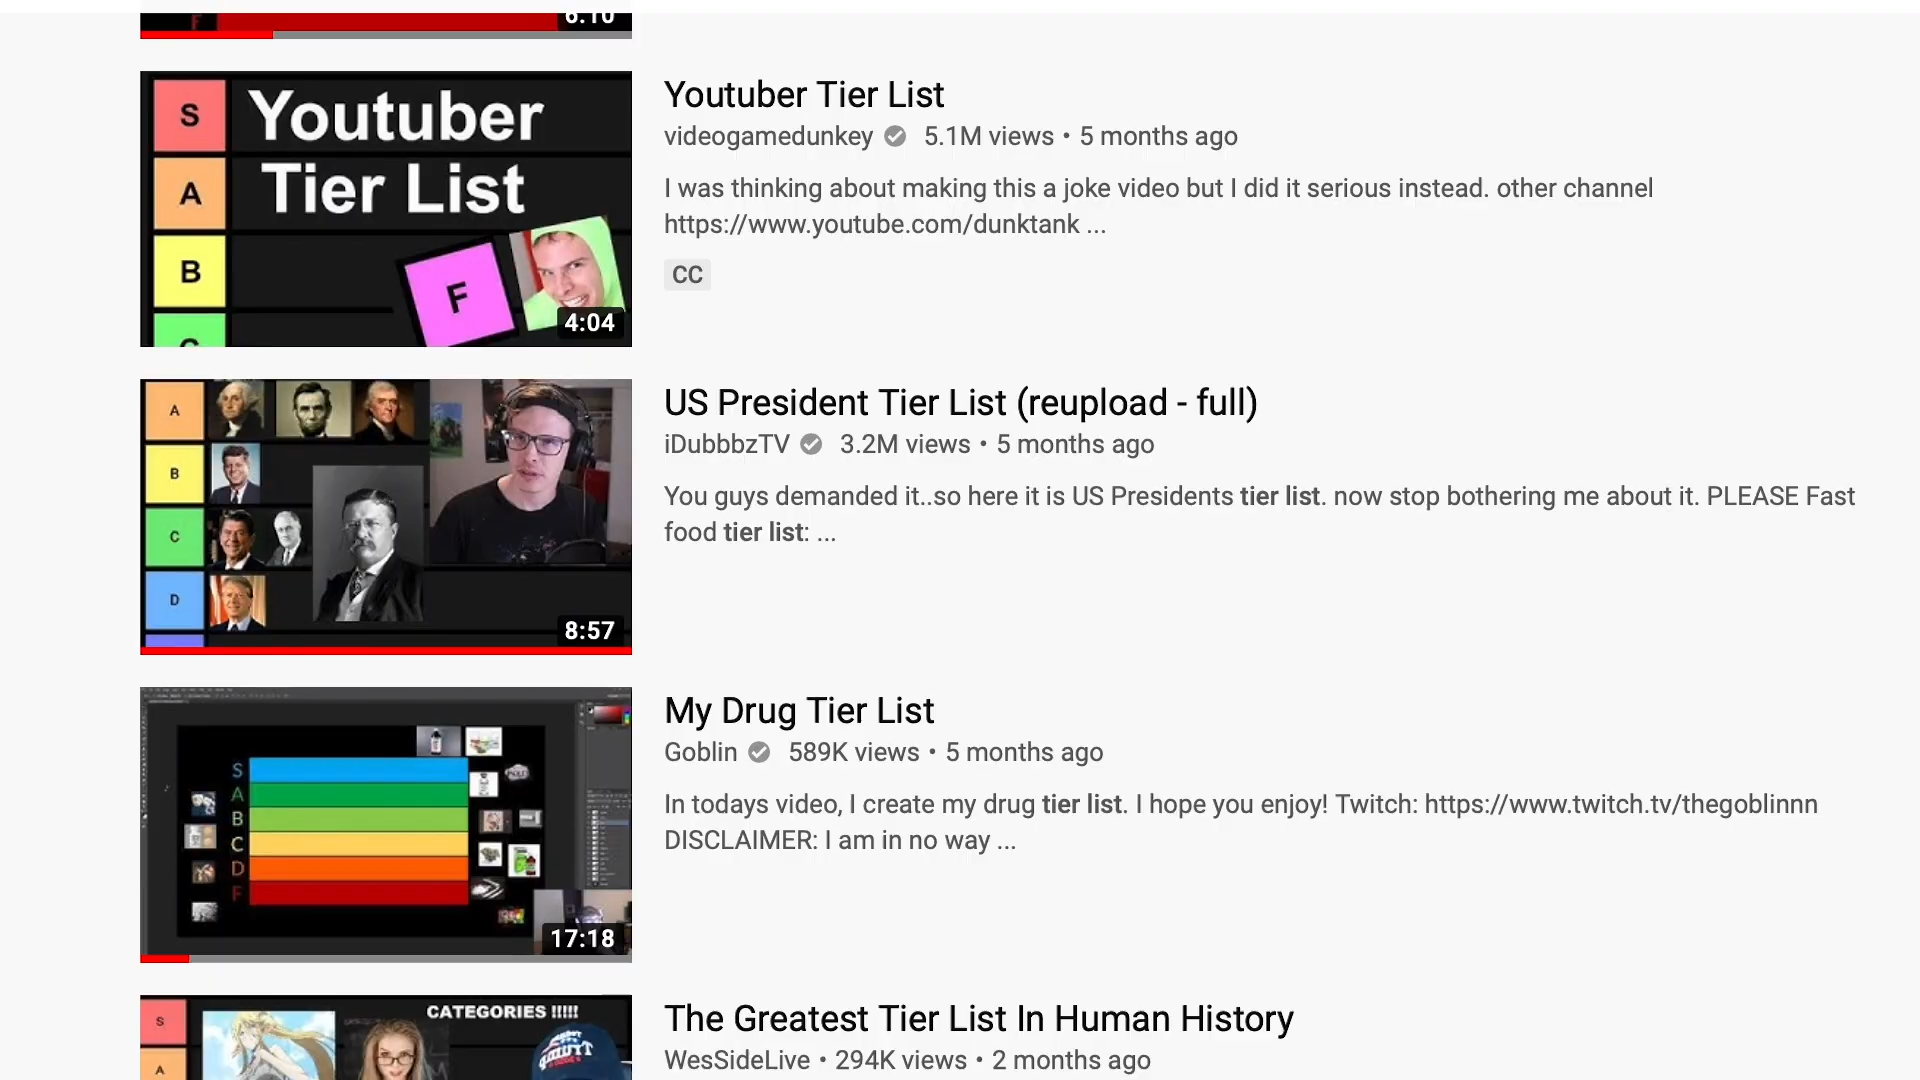 6:10
F
S
A
B
C
Youtuber
Tier List
F
4:04
Youtuber Tier List
videogamedunkey 5.1M views • 5 months ago
I was thinking about making this a joke video but I did it serious instead. other channel
https://www.youtube.com/dunktank ...
CC
A
B
C
D
8:57
US President Tier List (reupload - full)
iDubbbzTV 3.2M views • 5 months ago
You guys demanded it..so here it is US Presidents tier list. now stop bothering me about it. PLEASE Fast
food tier list: ...
S
A
B
C
D
F
17:18
My Drug Tier List
Goblin 589K views • 5 months ago
In todays video, I create my drug tier list. I hope you enjoy! Twitch: https://www.twitch.tv/thegoblinnn
DISCLAIMER: I am in no way ...
S
A
CATEGORIES !!!!!
The Greatest Tier List In Human History
WesSideLive • 294K views • 2 months ago